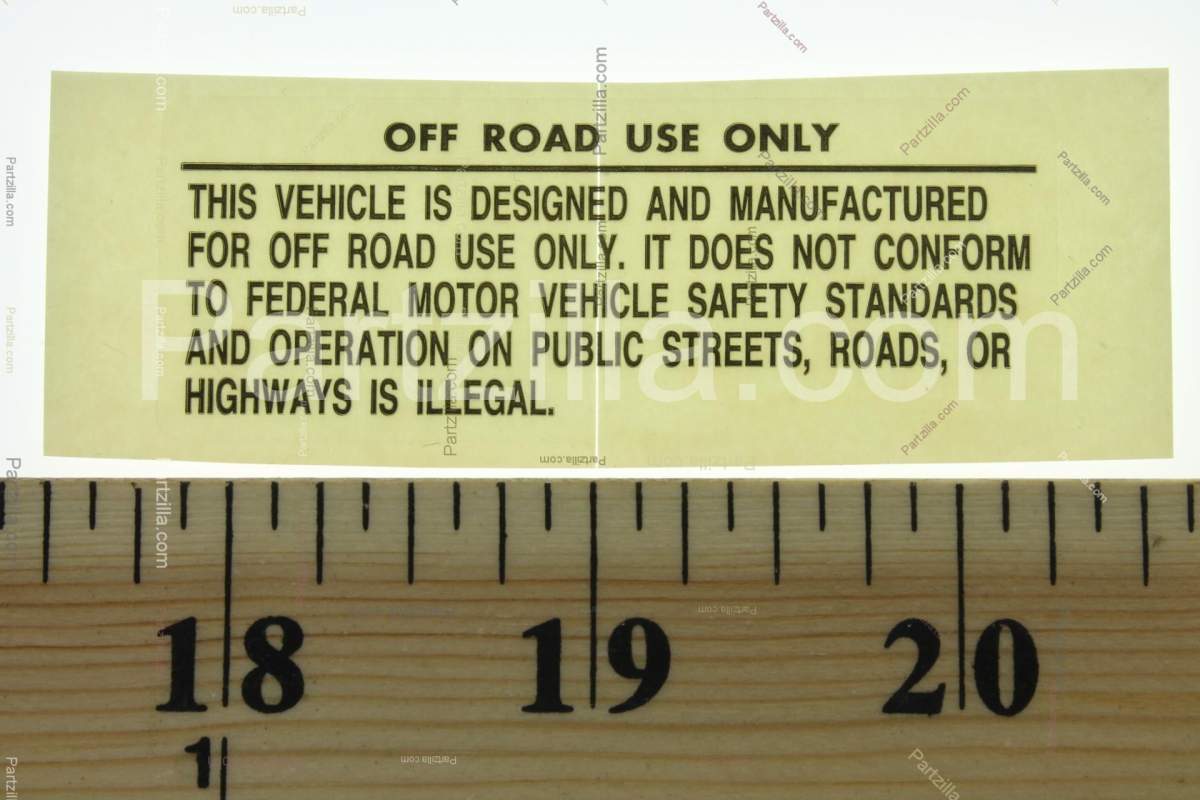 OFF ROAD USE ONLY
THIS VEHICLE IS DESIGNED AND MANUFACTURED
FOR OFF ROAD USE ONLY. IT DOES NOT CONFORM
TO FEDERAL MOTOR VEHICLE SAFETY STANDARDS
AND OPERATION ON PUBLIC STREETS, ROADS, OR
HIGHWAYS IS ILLEGAL.
Partzilla.com
18 19 20
1